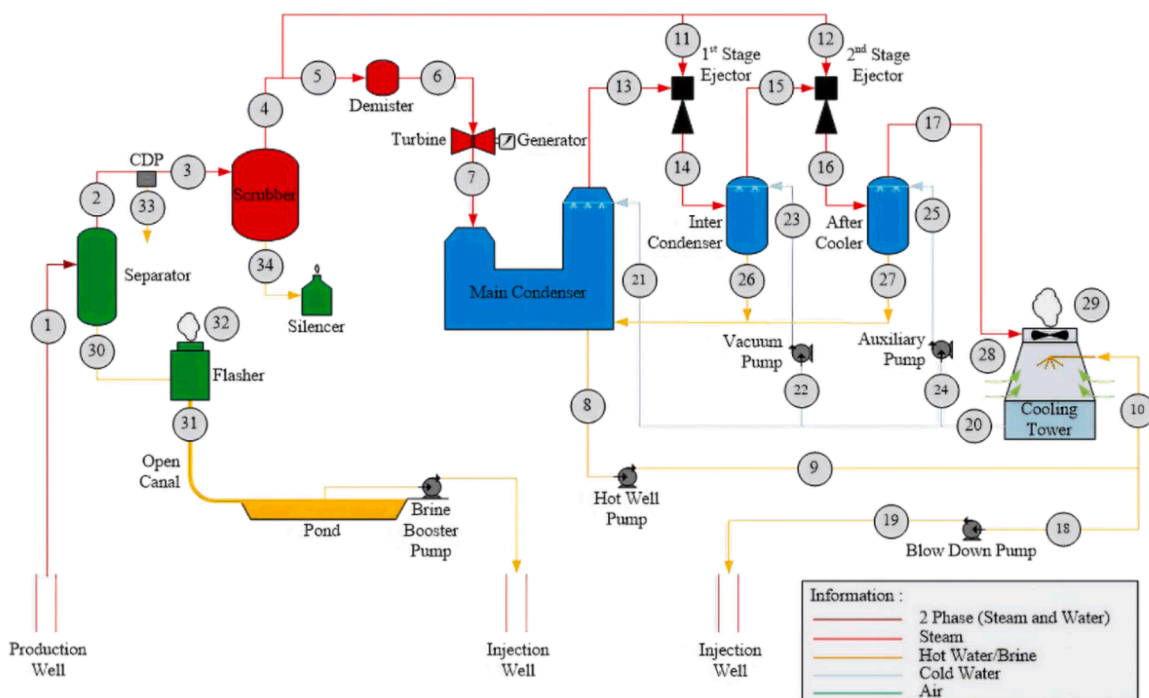 11
12
1st Stage
Ejector
2nd Stage
Ejector
5
6
13
15
17
4
Demister
Turbine
Generator
CDP
3
2
33
Scrubber
7
14
16
23
25
Inter
Condenser
After
Cooler
Separator
34
21
26
27
29
1
32
Silencer
Main Condenser
Vacuum
Pump
Auxiliary
Pump
28
30
Flasher
8
22
24
20
Cooling
Tower
10
31
Open
Canal
9
Hot Well
Pump
Pond
Brine
Booster
Pump
19
18
Blow Down Pump
Production
Well
Injection
Well
Injection
Well
Information :
2 Phase (Steam and Water)
Steam
Hot Water/Brine
Cold Water
Air